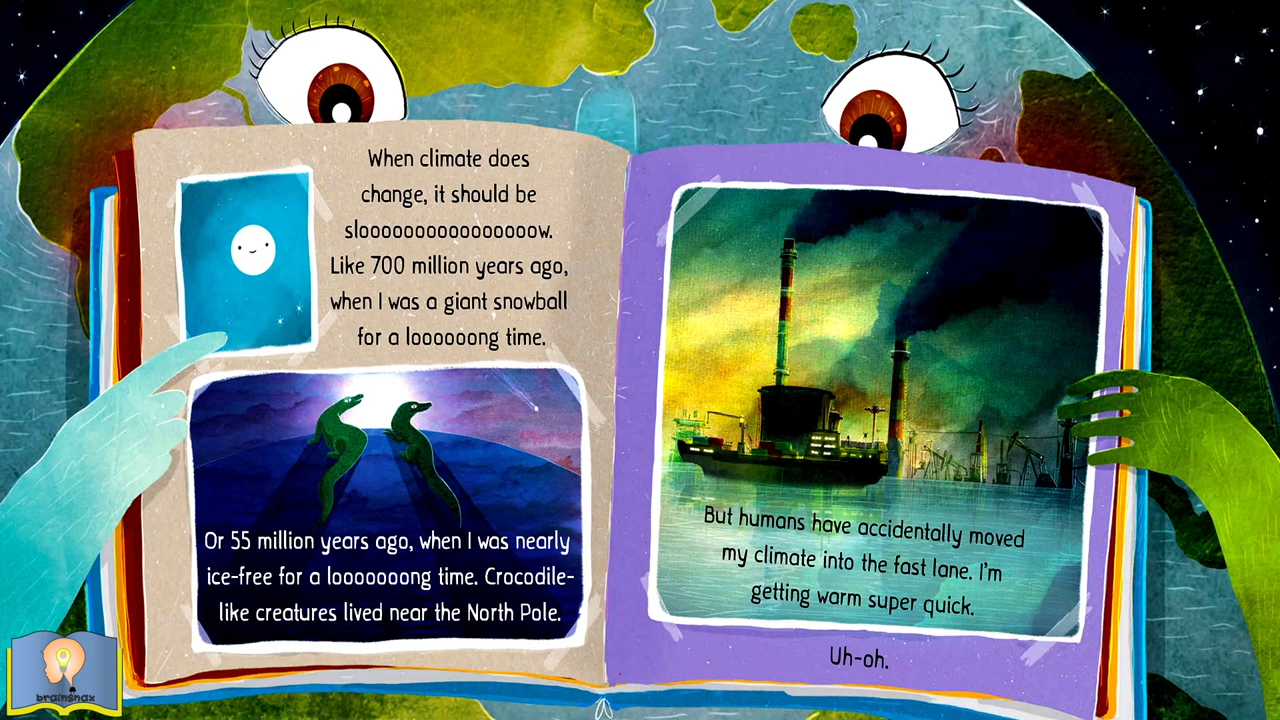 When climate does
change, it should be
slooooooooooooooooow.
Like 700 million years ago,
when I was a giant snowball
for a looooooong time.
Or 55 million years ago, when I was nearly
ice-free for a loooooooong time. Crocodile-
like creatures lived near the North Pole.
But humans have accidentally moved
my climate into the fast lane. I'm
getting warm super quick.
Uh-oh.
brainsnax